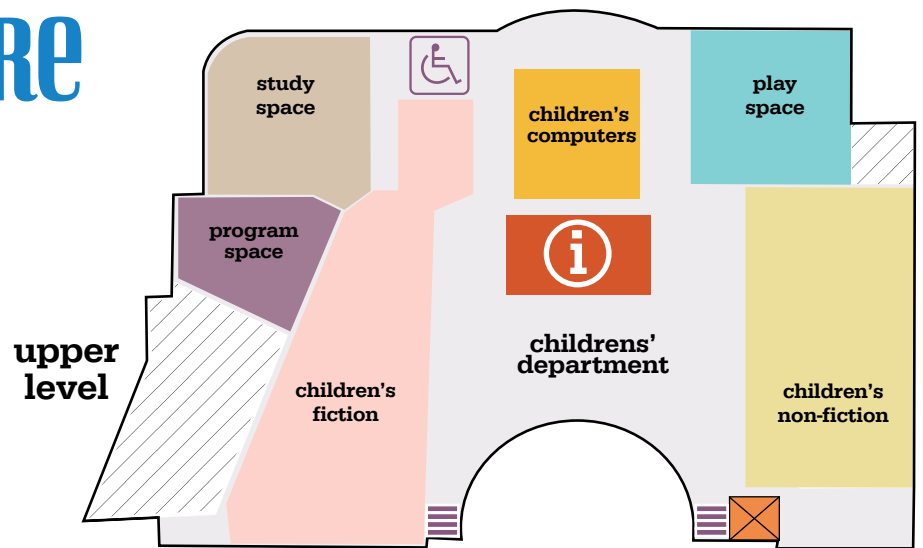 Re
study
space
play
space
children's
computers
program
space
i
upper
level
childrens'
department
children's
fiction
children's
non-fiction